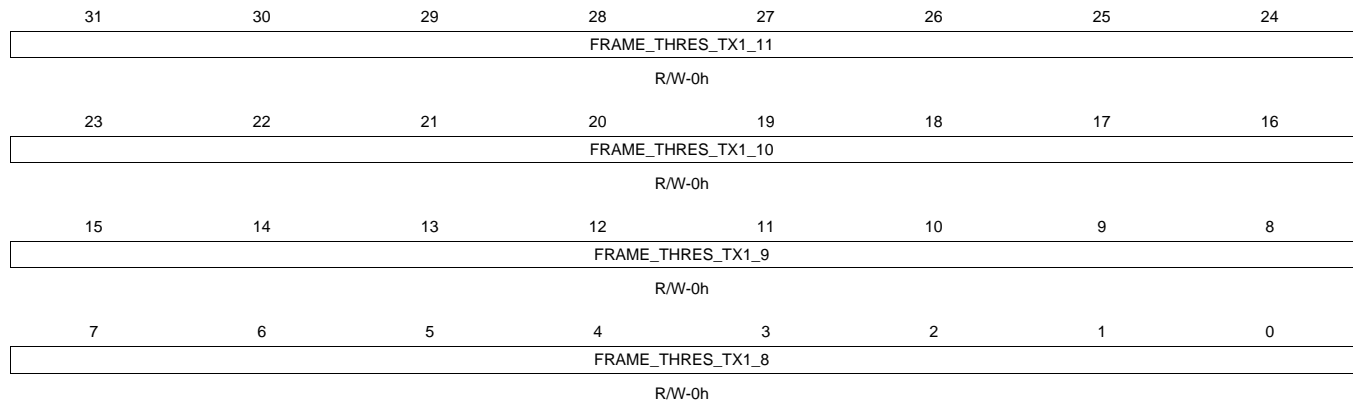 31 30 29 28 27 26 25 24
FRAME_THRES_TX1_11
R/W-0h
23 22 21 20 19 18 17 16
FRAME_THRES_TX1_10
R/W-0h
15 14 13 12 11 10 9 8
FRAME_THRES_TX1_9
R/W-0h
7 6 5 4 3 2 1 0
FRAME_THRES_TX1_8
R/W-0h